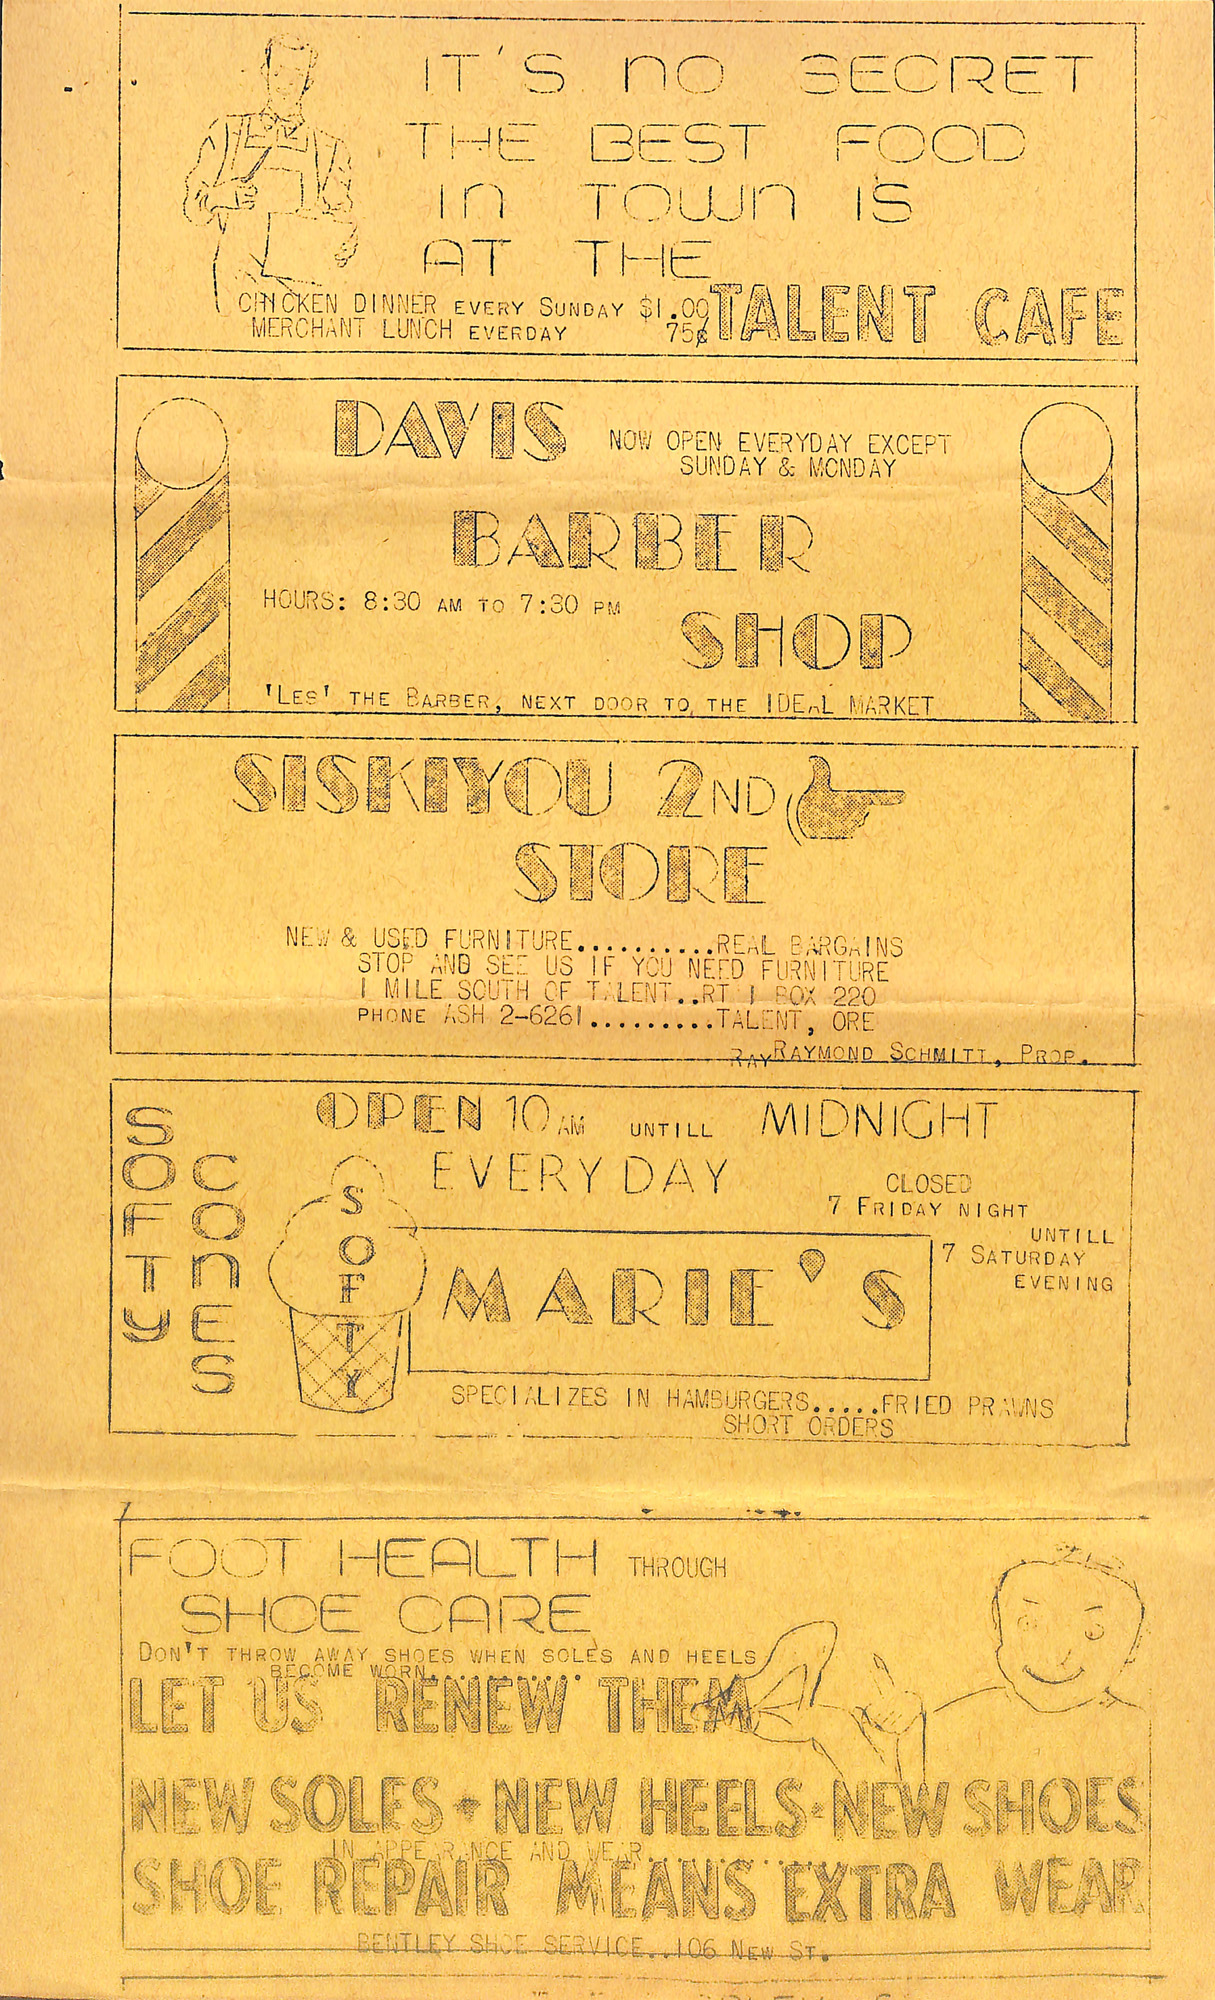 IT'S NO SECRET
THE BEST FOOD
IN TOWN IS
AT THE
TALENT CAFE
CHICKEN DINNER EVERY SUNDAY $1.00
MERCHANT LUNCH EVERDAY 75¢
DAVIS
NOW OPEN EVERYDAY EXCEPT
SUNDAY & MONDAY
BARBER
HOURS: 8:30 AM TO 7:30 PM
SHOP
'LES' THE BARBER, NEXT DOOR TO THE IDEAL MARKET
SISKIYOU 2ND
STORE
NEW & USED FURNITURE..........REAL BARGAINS
STOP AND SEE US IF YOU NEED FURNITURE
1 MILE SOUTH OF TALENT..RT 1 BOX 220
PHONE ASH 2-6261.........TALENT, ORE
RAY RAYMOND SCHMITT, PROP.
SOFTY
CONES
OPEN 10 AM UNTILL MIDNIGHT
EVERYDAY
CLOSED
7 FRIDAY NIGHT
UNTILL
7 SATURDAY
EVENING
SOFTY
MARIE'S
SPECIALIZES IN HAMBURGERS.....FRIED PRAWNS
SHORT ORDERS
FOOT HEALTH THROUGH
SHOE CARE
DON'T THROW AWAY SHOES WHEN SOLES AND HEELS
BECOME WORN...........
LET US RENEW THEM
NEW SOLES + NEW HEELS - NEW SHOES
IN APPEARANCE AND WEAR............
SHOE REPAIR MEANS EXTRA WEAR
BENTLEY SHOE SERVICE..106 NEW ST.